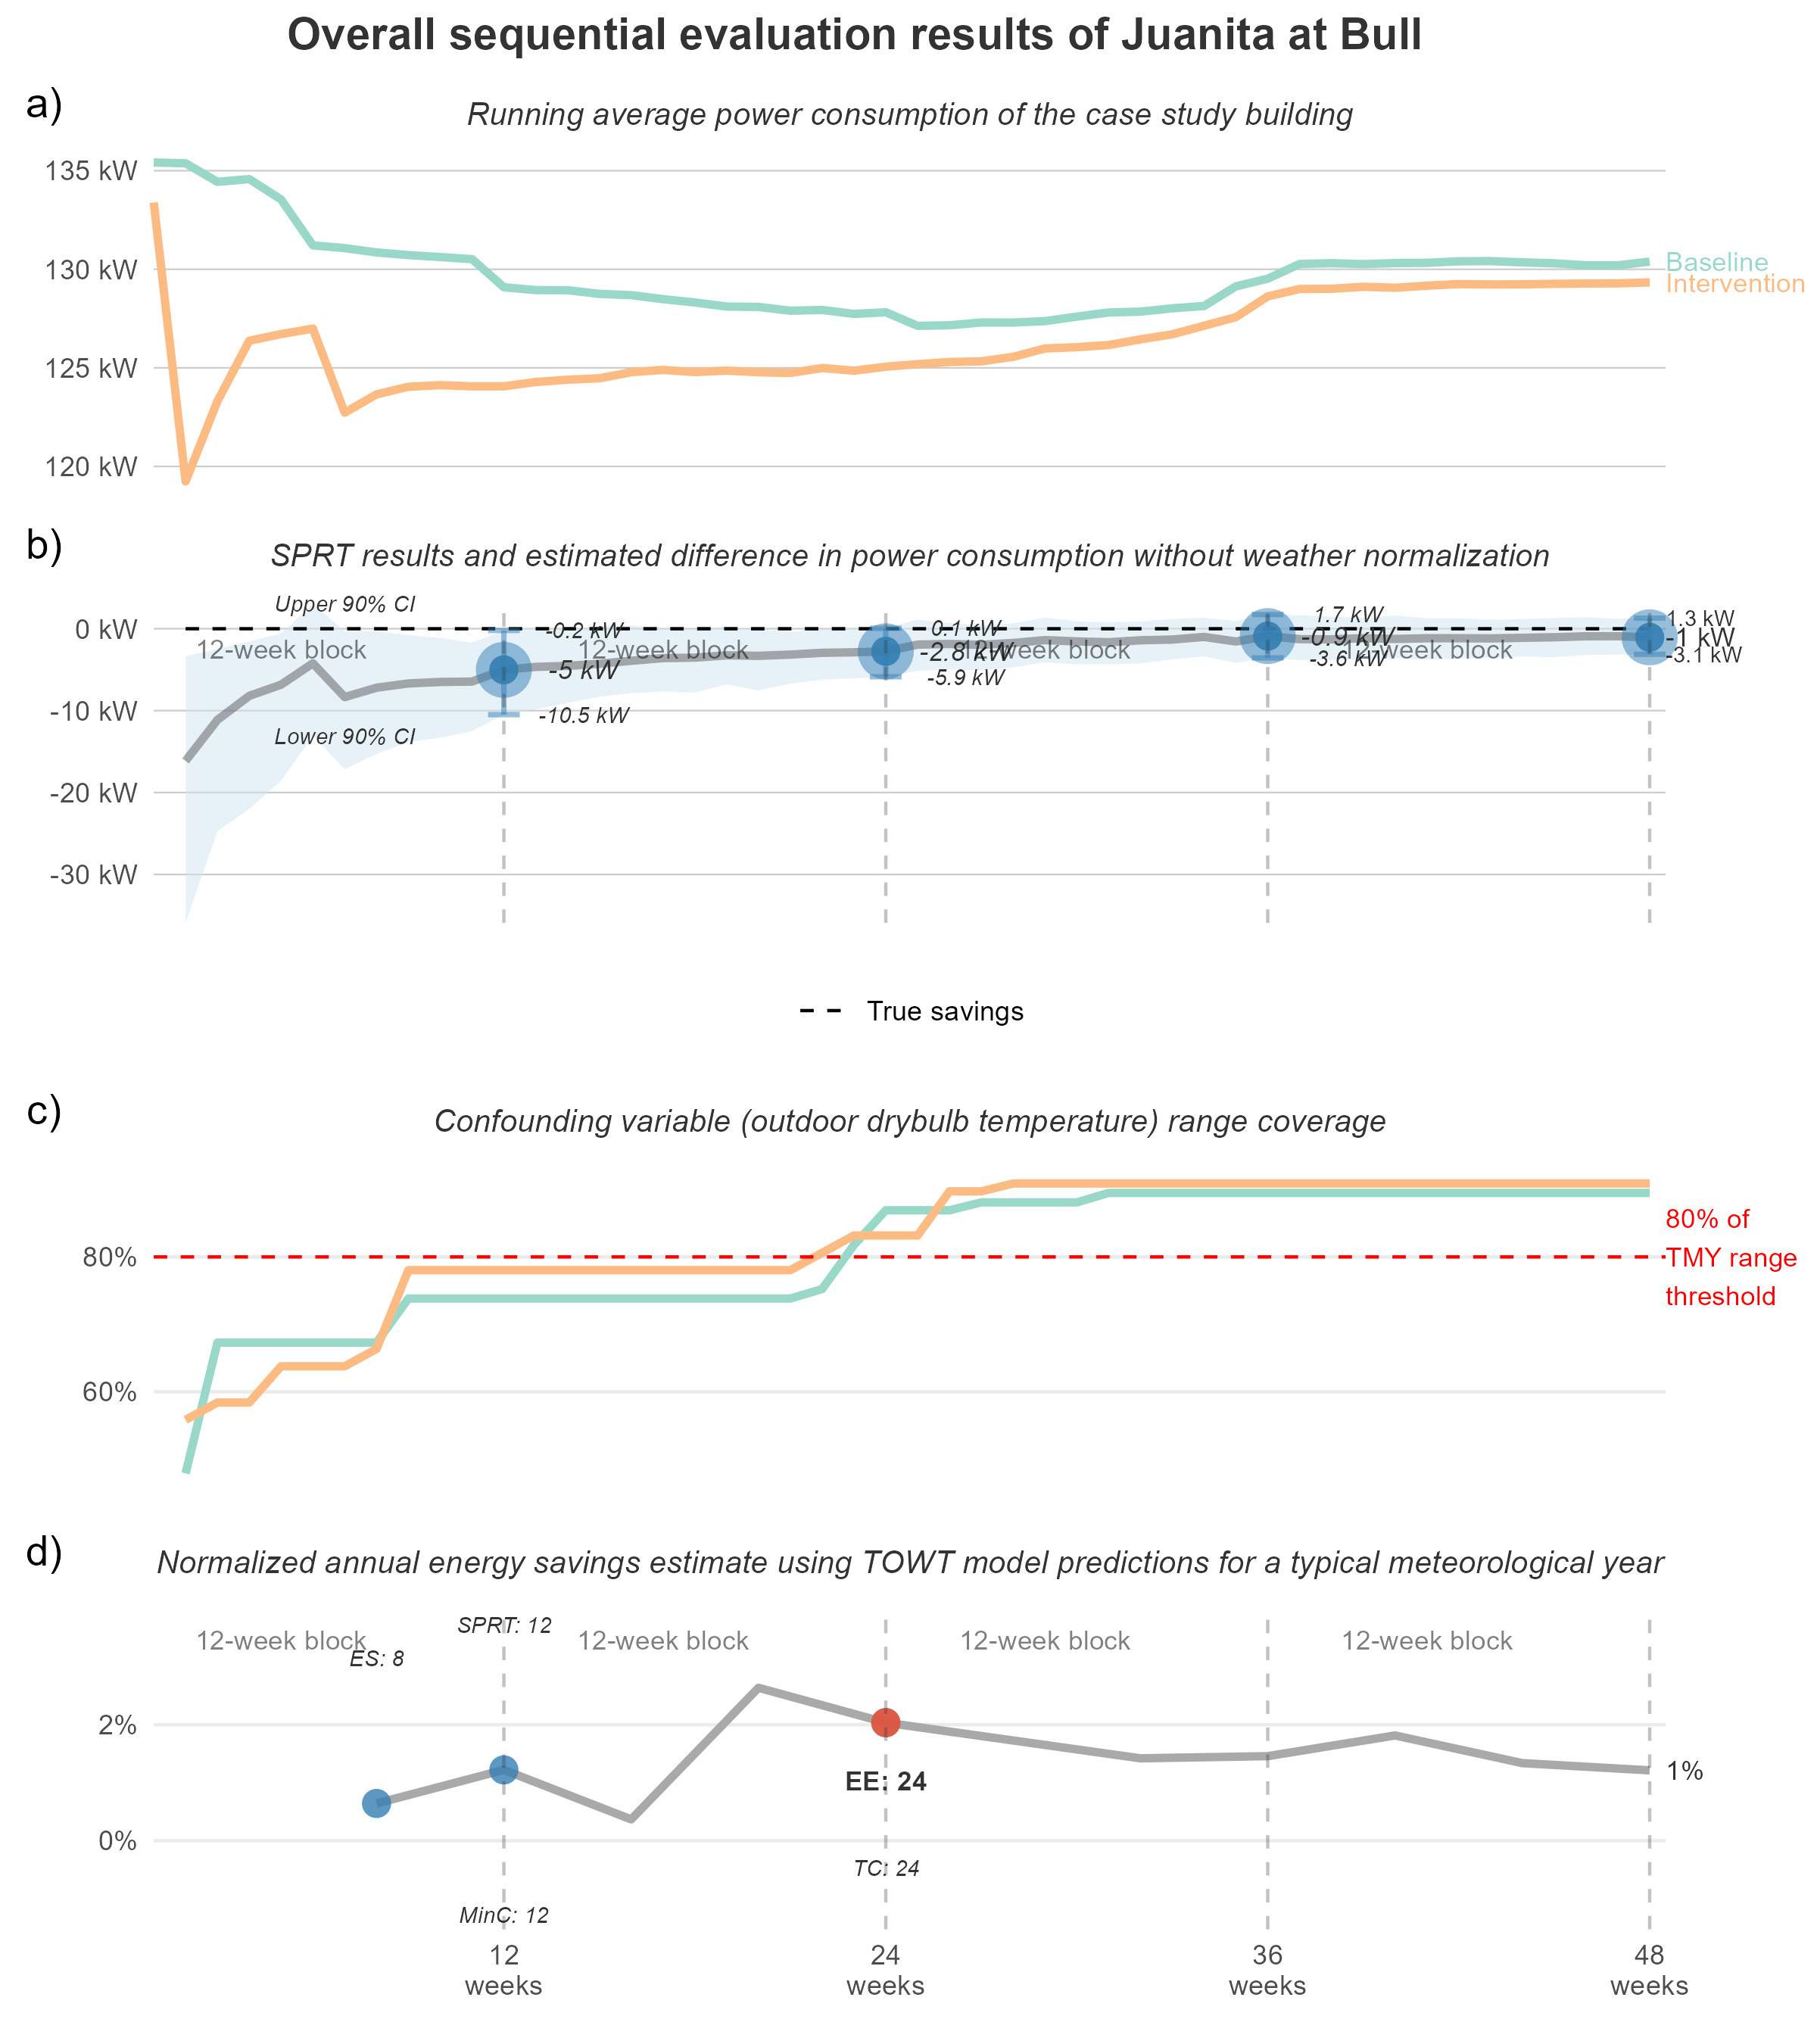 Overall sequential evaluation results of Juanita at Bull
a)
Running average power consumption of the case study building
135 kW
130 kW
125 kW
120 kW
Baseline
Intervention
b)
SPRT results and estimated difference in power consumption without weather normalization
0 kW
-10 kW
-20 kW
-30 kW
Upper 90% CI
Lower 90% CI
12-week block
12-week block
12-week block
12-week block
-0.2 kW
-5 kW
-10.5 kW
0.1 kW
-2.8 kW
-5.9 kW
1.7 kW
-0.9 kW
-3.6 kW
1.3 kW
-1 kW
-3.1 kW
True savings
c)
Confounding variable (outdoor drybulb temperature) range coverage
80%
60%
80% of
TMY range
threshold
d)
Normalized annual energy savings estimate using TOWT model predictions for a typical meteorological year
SPRT: 12
12-week block
12-week block
12-week block
12-week block
ES: 8
2%
0%
EE: 24
1%
TC: 24
MinC: 12
12
weeks
24
weeks
36
weeks
48
weeks